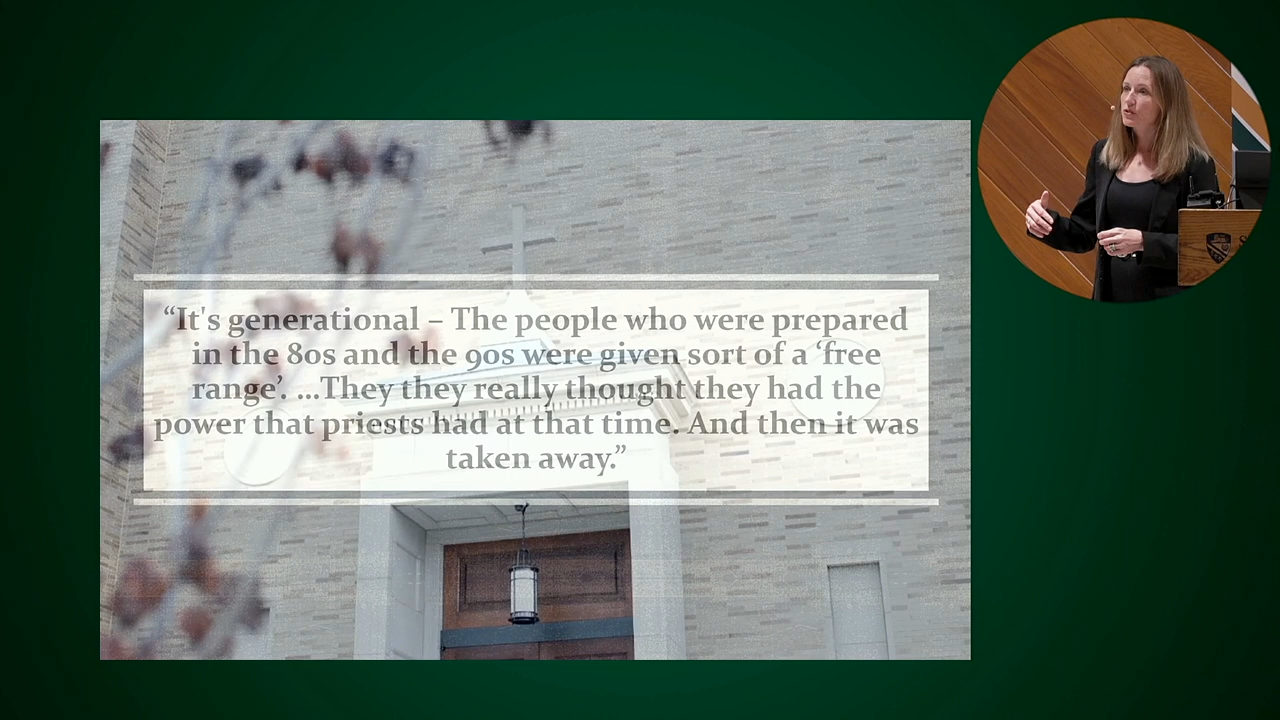 “It's generational – The people who were prepared
in the 80s and the 90s were given sort of a ‘free
range’. ...They they really thought they had the
power that priests had at that time. And then it was
taken away.”